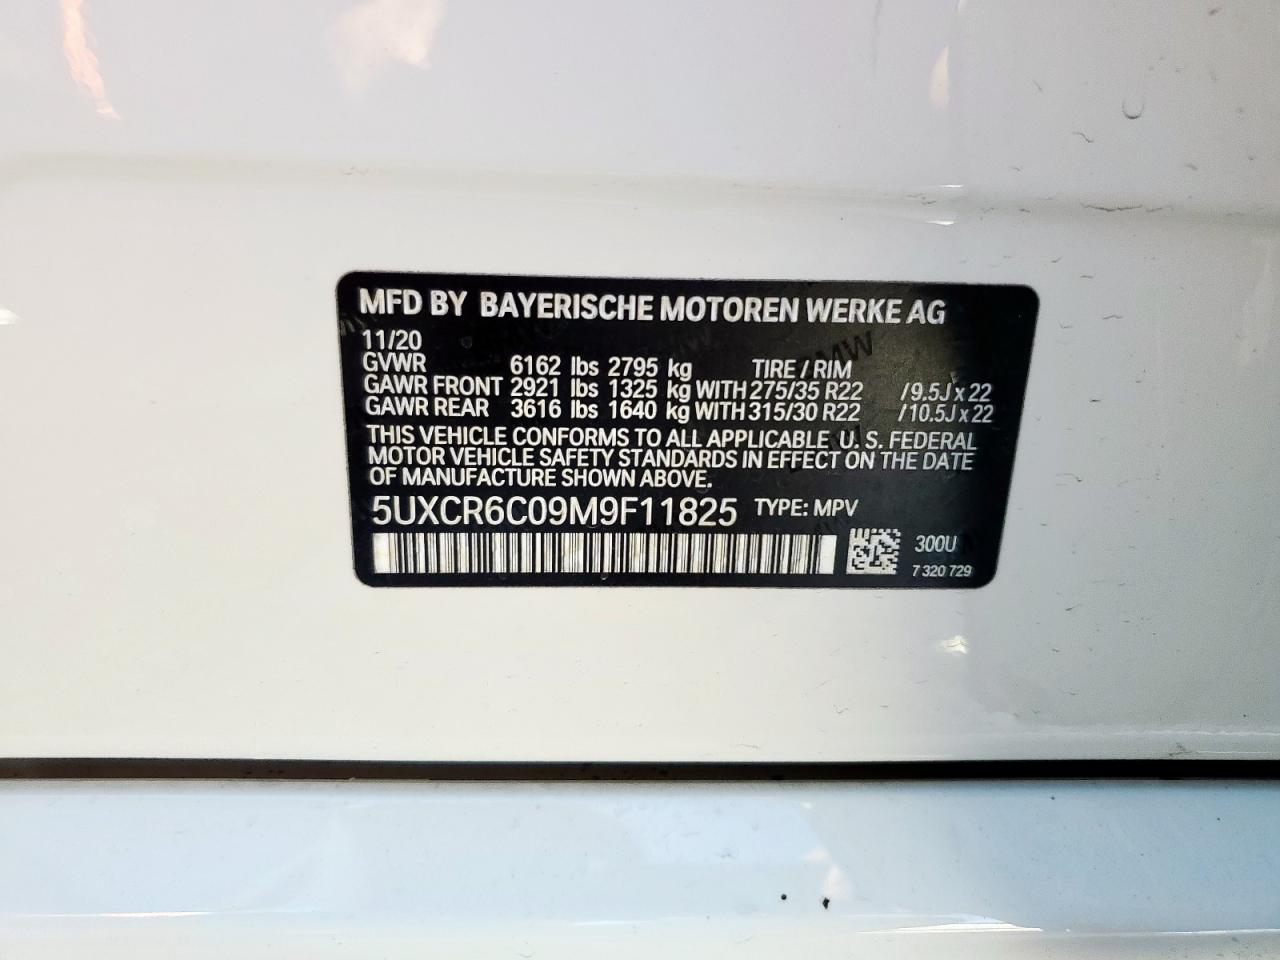 MFD BY BAYERISCHE MOTOREN WERKE AG
11/20
GVWR 6162 lbs 2795 kg TIRE / RIM
GAWR FRONT 2921 lbs 1325 kg WITH 275/35 R22 /9.5J x 22
GAWR REAR 3616 lbs 1640 kg WITH 315/30 R22 /10.5J x 22
THIS VEHICLE CONFORMS TO ALL APPLICABLE U. S. FEDERAL
MOTOR VEHICLE SAFETY STANDARDS IN EFFECT ON THE DATE
OF MANUFACTURE SHOWN ABOVE.
5UXCR6C09M9F11825 TYPE: MPV
300U
7 320 729